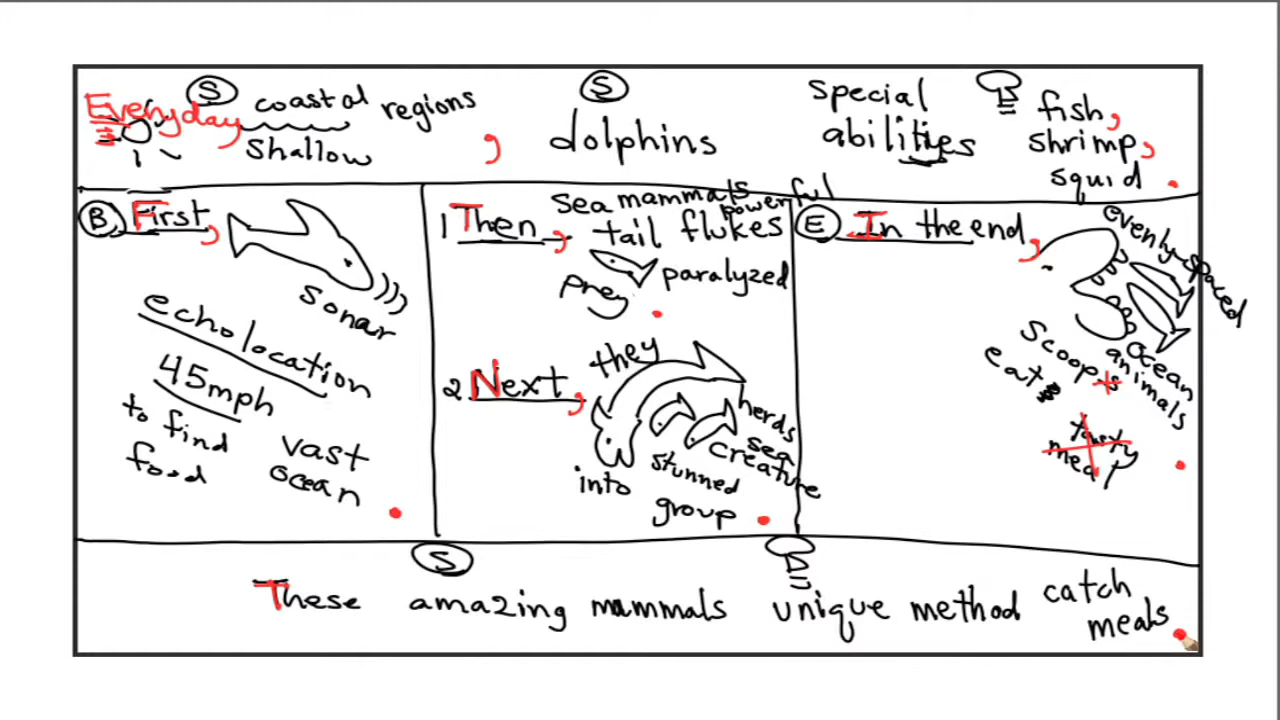 S
S
Everyday
coastal regions
shallow ,
dolphins
special
abilities
fish,
shrimp,
squid .
B First,
sonar
echolocation
45mph
to find
food
vast
ocean .
1 Then,
sea mammals
powerful
tail flukes
prey
paralyzed .
2 Next,
they
herds
sea
creature
into
stunned
group .
E In the end,
evenly-spaced
scoops
ocean
animals
eat
S
These amazing mammals unique method catch
meals .